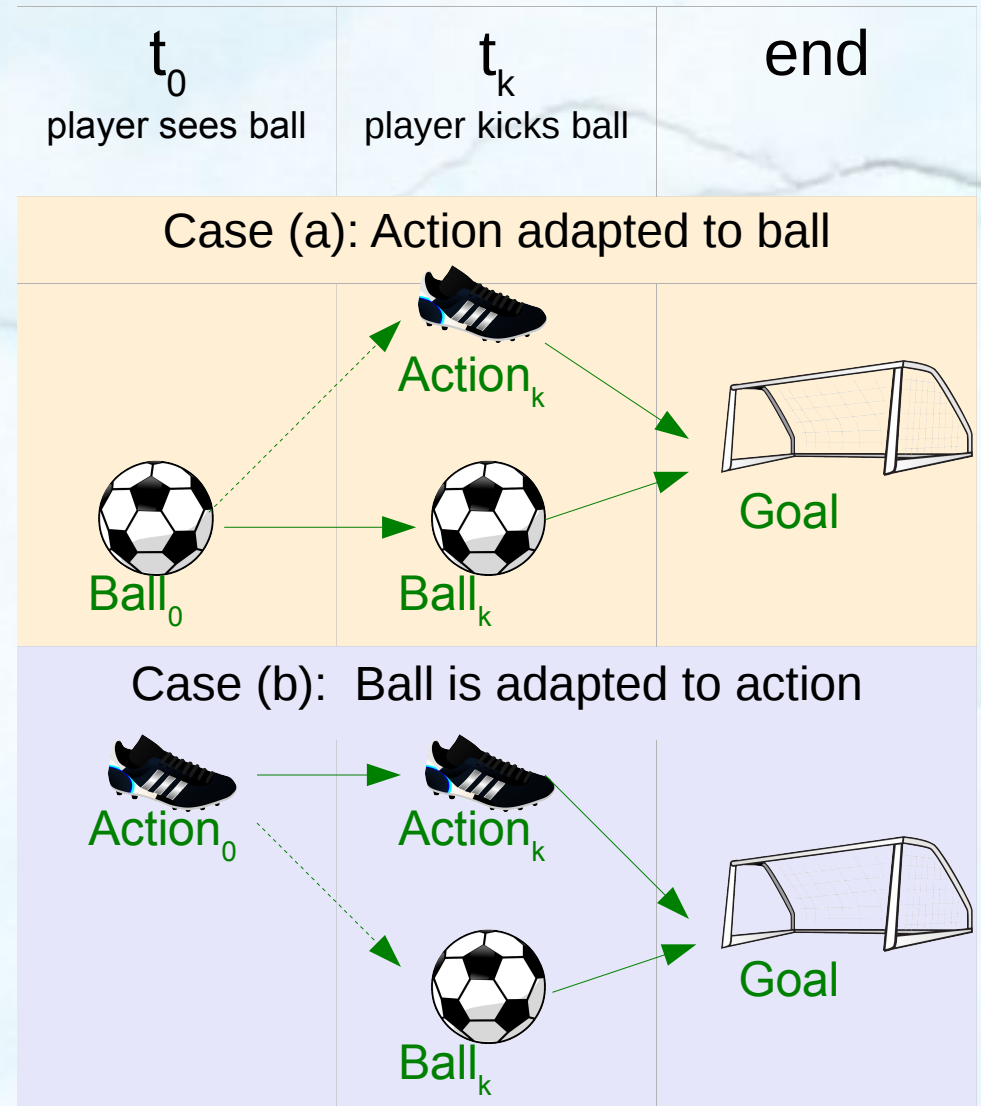 t₀ tₖ end
player sees ball player kicks ball
Case (a): Action adapted to ball
Actionₖ
Goal
Ball₀ Ballₖ
Case (b):  Ball is adapted to action
Action₀ Actionₖ
Goal
Ballₖ